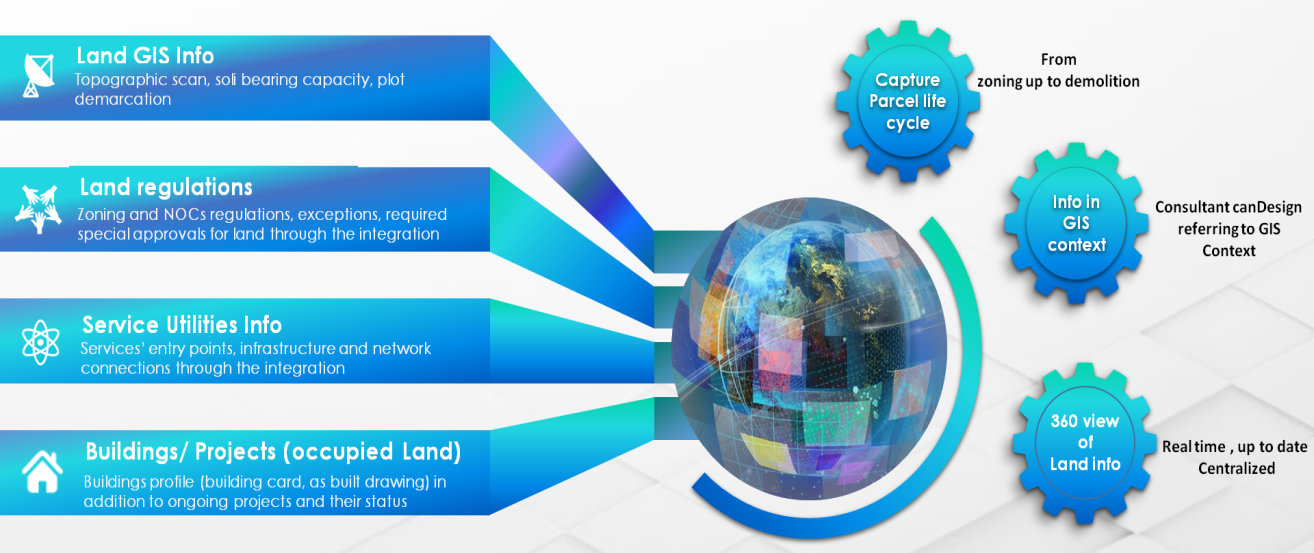 Land GIS Info
Topographic scan, soli bearing capacity, plot
demarcation
Land regulations
Zoning and NOCs regulations, exceptions, required
special approvals for land through the integration
Service Utilities Info
Services' entry points, infrastructure and network
connections through the integration
Buildings/ Projects (occupied Land)
Buildings profile (building card, as built drawing) in
addition to ongoing projects and their status
Capture
Parcel life
cycle
From
zoning up to demolition
Info in
GIS
context
Consultant canDesign
referring to GIS
Context
360 view
of
Land info
Real time , up to date
Centralized